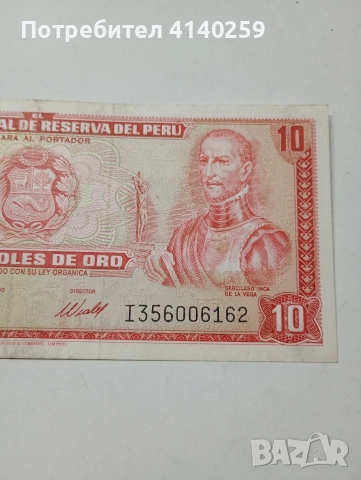 Потребител 4140259
EL
AL DE RESERVA DEL PERU
ARA AL PORTADOR
10
OLES DE ORO
DO CON SU LEY ORGANICA
GARCILASO INCA
DE LA VEGA
DIRECTOR
I356006162
10
BAZAR